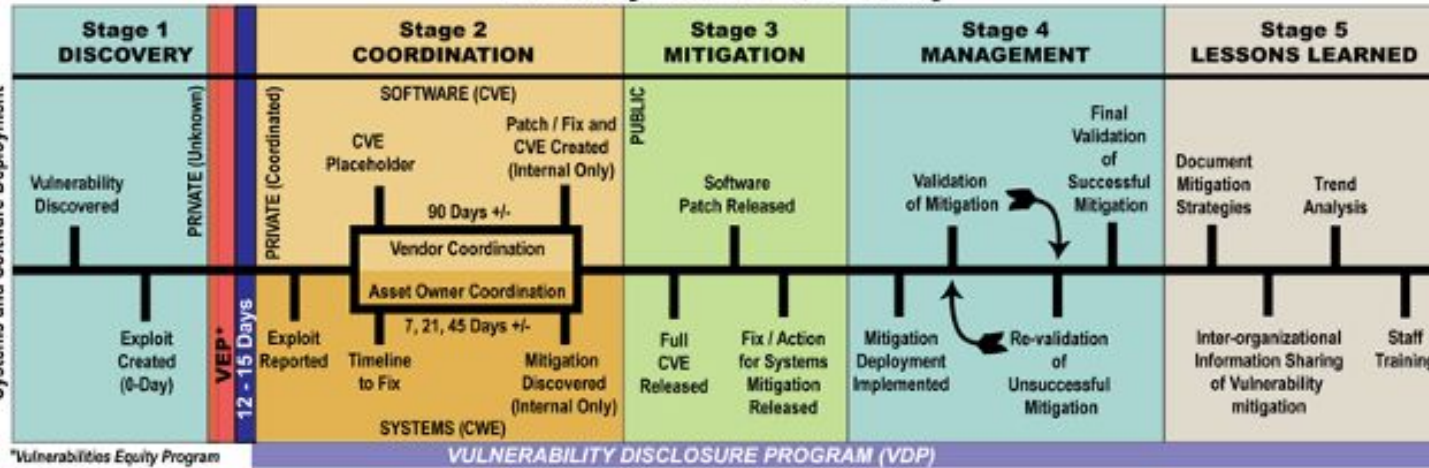 Stage 1
DISCOVERY
Stage 2
COORDINATION
Stage 3
MITIGATION
Stage 4
MANAGEMENT
Stage 5
LESSONS LEARNED
Systems and Software Deployment
Vulnerability
Discovered
Exploit
Created
(0-Day)
PRIVATE (Unknown)
VEP*
12 - 15 Days
PRIVATE (Coordinated)
SOFTWARE (CVE)
CVE
Placeholder
Patch / Fix and
CVE Created
(Internal Only)
90 Days +/-
Vendor Coordination
Asset Owner Coordination
7, 21, 45 Days +/-
Exploit
Reported
Timeline
to Fix
Mitigation
Discovered
(Internal Only)
SYSTEMS (CWE)
PUBLIC
Software
Patch Released
Full
CVE
Released
Fix / Action
for Systems
Mitigation
Released
Validation
of Mitigation
Final
Validation
of
Successful
Mitigation
Mitigation
Deployment
Implemented
Re-validation
of
Unsuccessful
Mitigation
Document
Mitigation
Strategies
Trend
Analysis
Inter-organizational
Information Sharing
of Vulnerability
mitigation
Staff
Training
*Vulnerabilities Equity Program
VULNERABILITY DISCLOSURE PROGRAM (VDP)